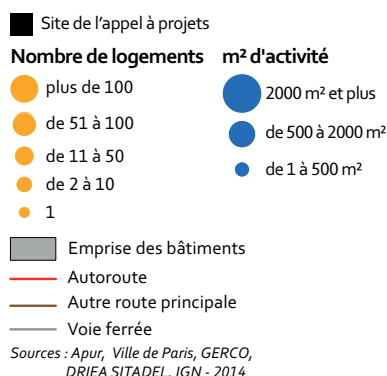 Site de l'appel à projets
Nombre de logements
plus de 100
de 51 à 100
de 11 à 50
de 2 à 10
1
m² d'activité
2000 m² et plus
de 500 à 2000 m²
de 1 à 500 m²
Emprise des bâtiments
Autoroute
Autre route principale
Voie ferrée
Sources : Apur, Ville de Paris, GERCO,
DRIEA SITADEL, IGN - 2014